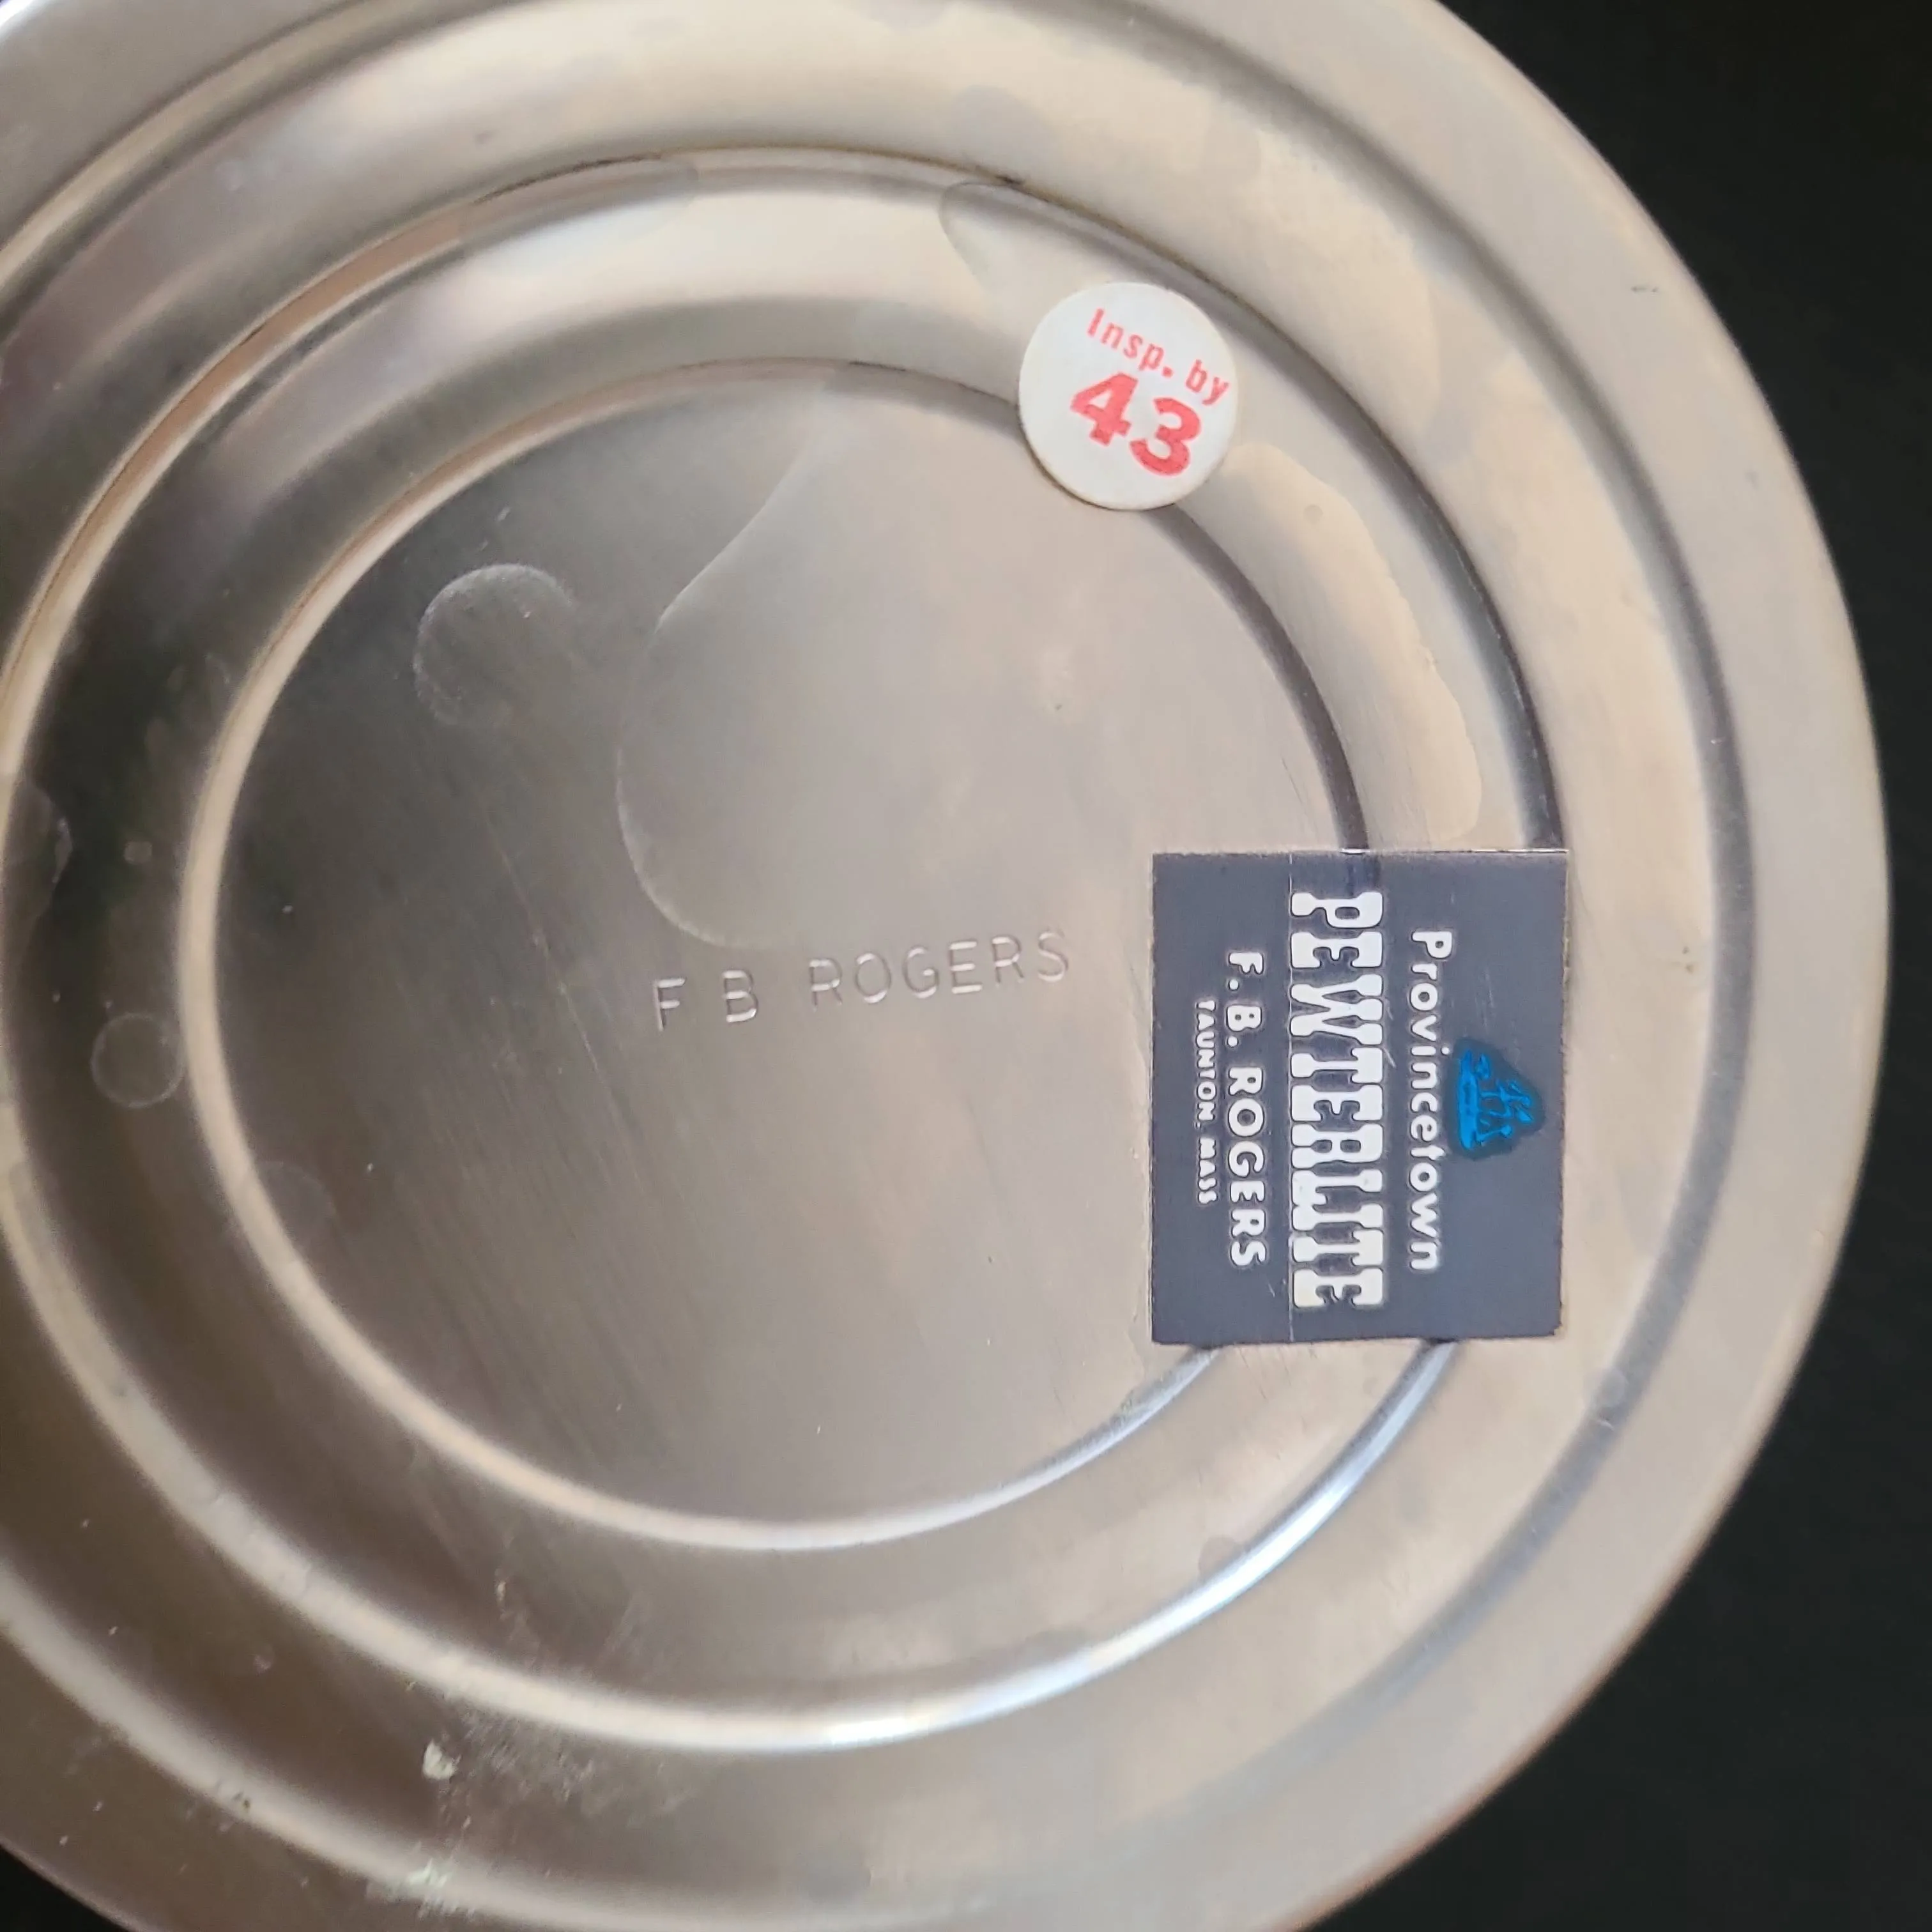 Insp. by
43
F B ROGERS
Provincetown
PEWTERLITE
F. B. ROGERS
TAUNTON. MASS